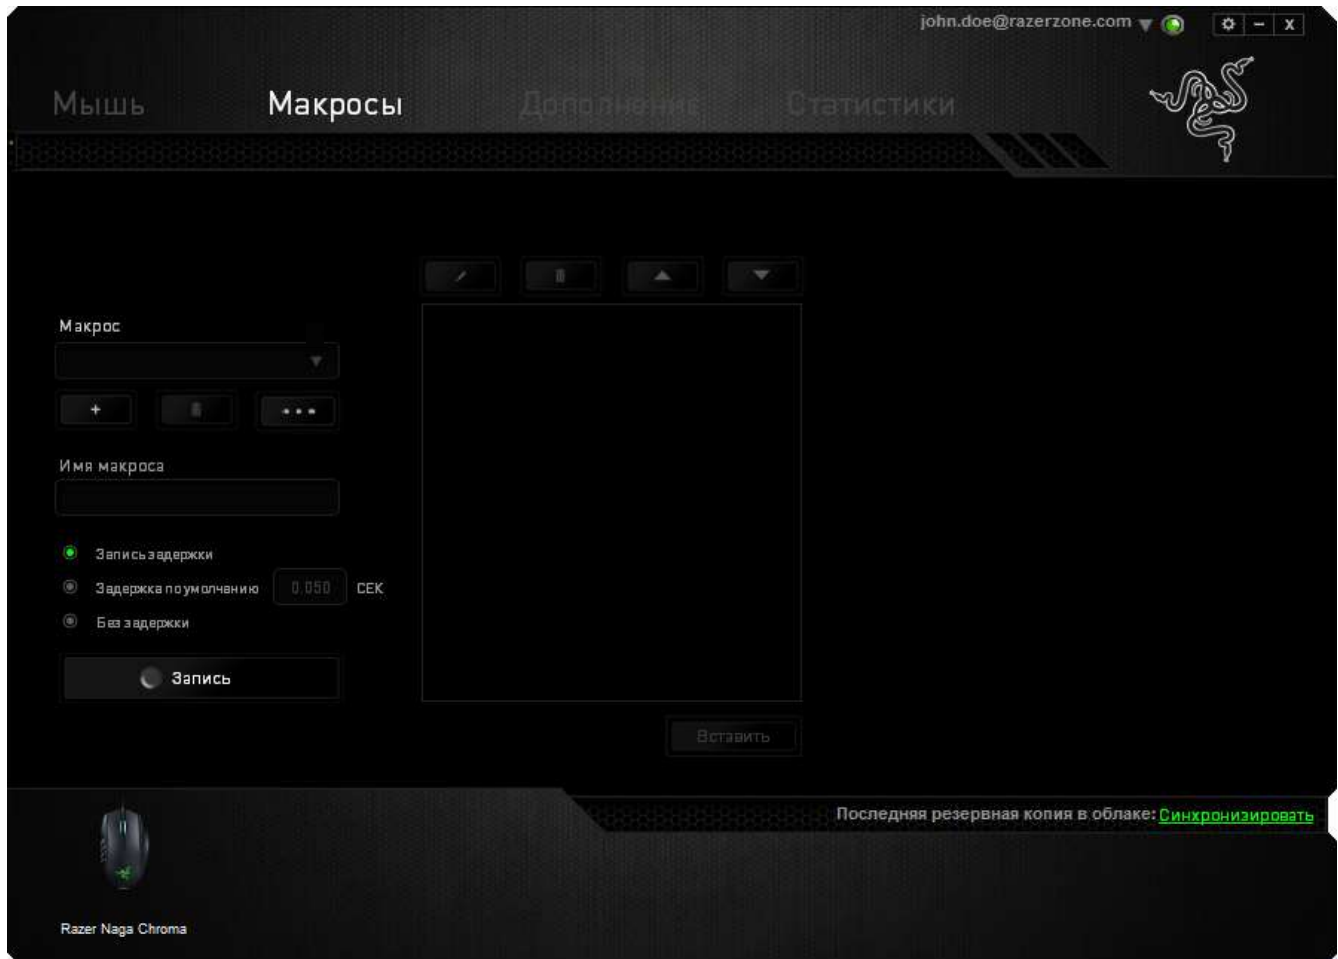 john.doe@razerzone.com
Мышь Макросы Дополнение Статистики
Макрос
Имя макроса
Запись задержки
Задержка по умолчанию 0.050 СЕК
Без задержки
Запись
Вставить
Последняя резервная копия в облаке: Синхронизировать
Razer Naga Chroma